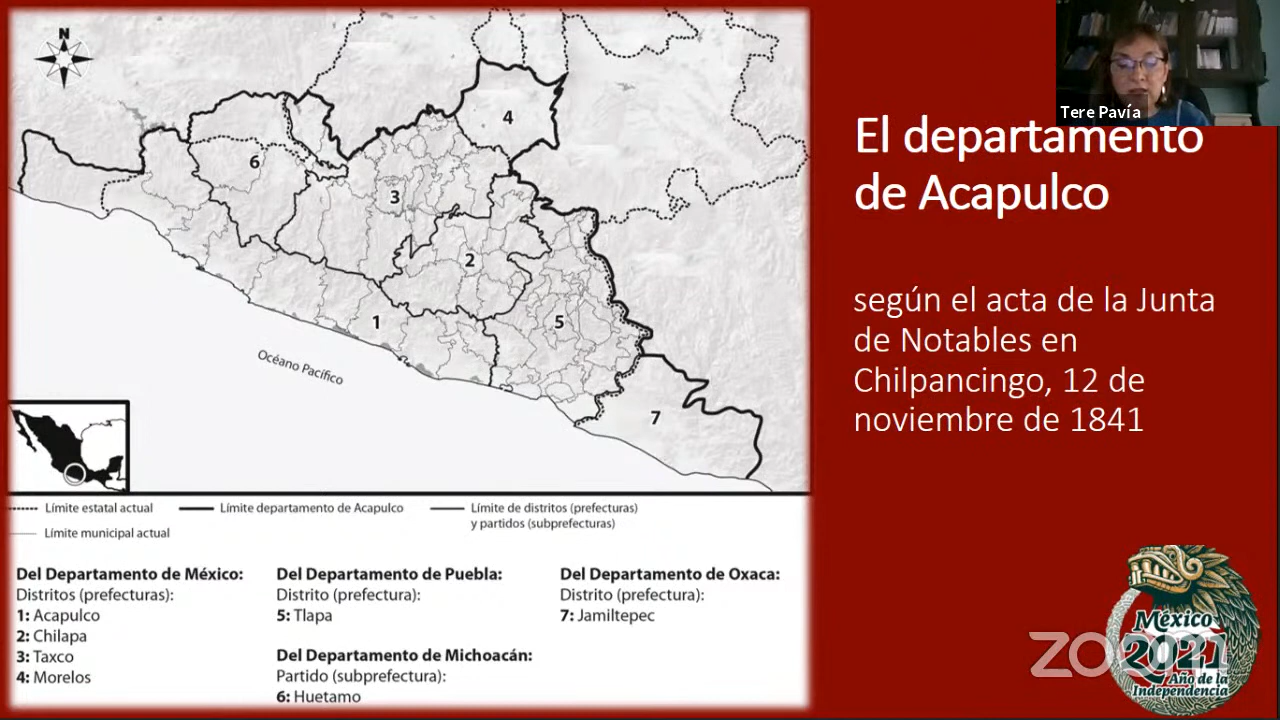 N
4
6
3
2
1
5
7
Océano Pacífico
Límite estatal actual
Límite departamento de Acapulco
Límite de distritos (prefecturas)
y partidos (subprefecturas)
Límite municipal actual
Del Departamento de México:
Distritos (prefecturas):
1: Acapulco
2: Chilapa
3: Taxco
4: Morelos
Del Departamento de Puebla:
Distrito (prefectura):
5: Tlapa
Del Departamento de Michoacán:
Partido (subprefectura):
6: Huetamo
Del Departamento de Oxaca:
Distrito (prefectura):
7: Jamiltepec
Tere Pavía
El departamento
de Acapulco
según el acta de la Junta
de Notables en
Chilpancingo, 12 de
noviembre de 1841
México
2021
Año de la
Independencia
zoom